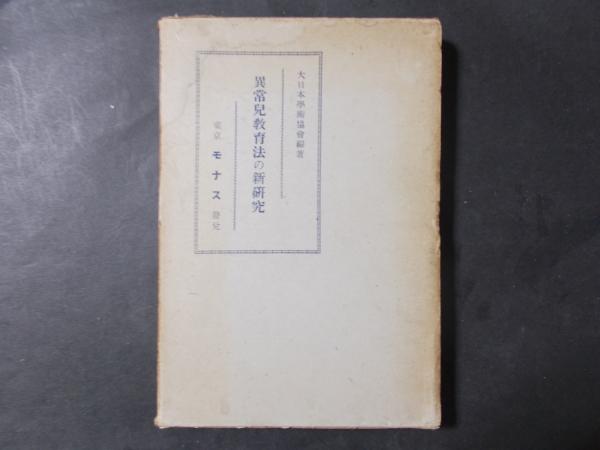 大日本學術協會編著
異常兒教育法の新研究
東京 モナス 發兌